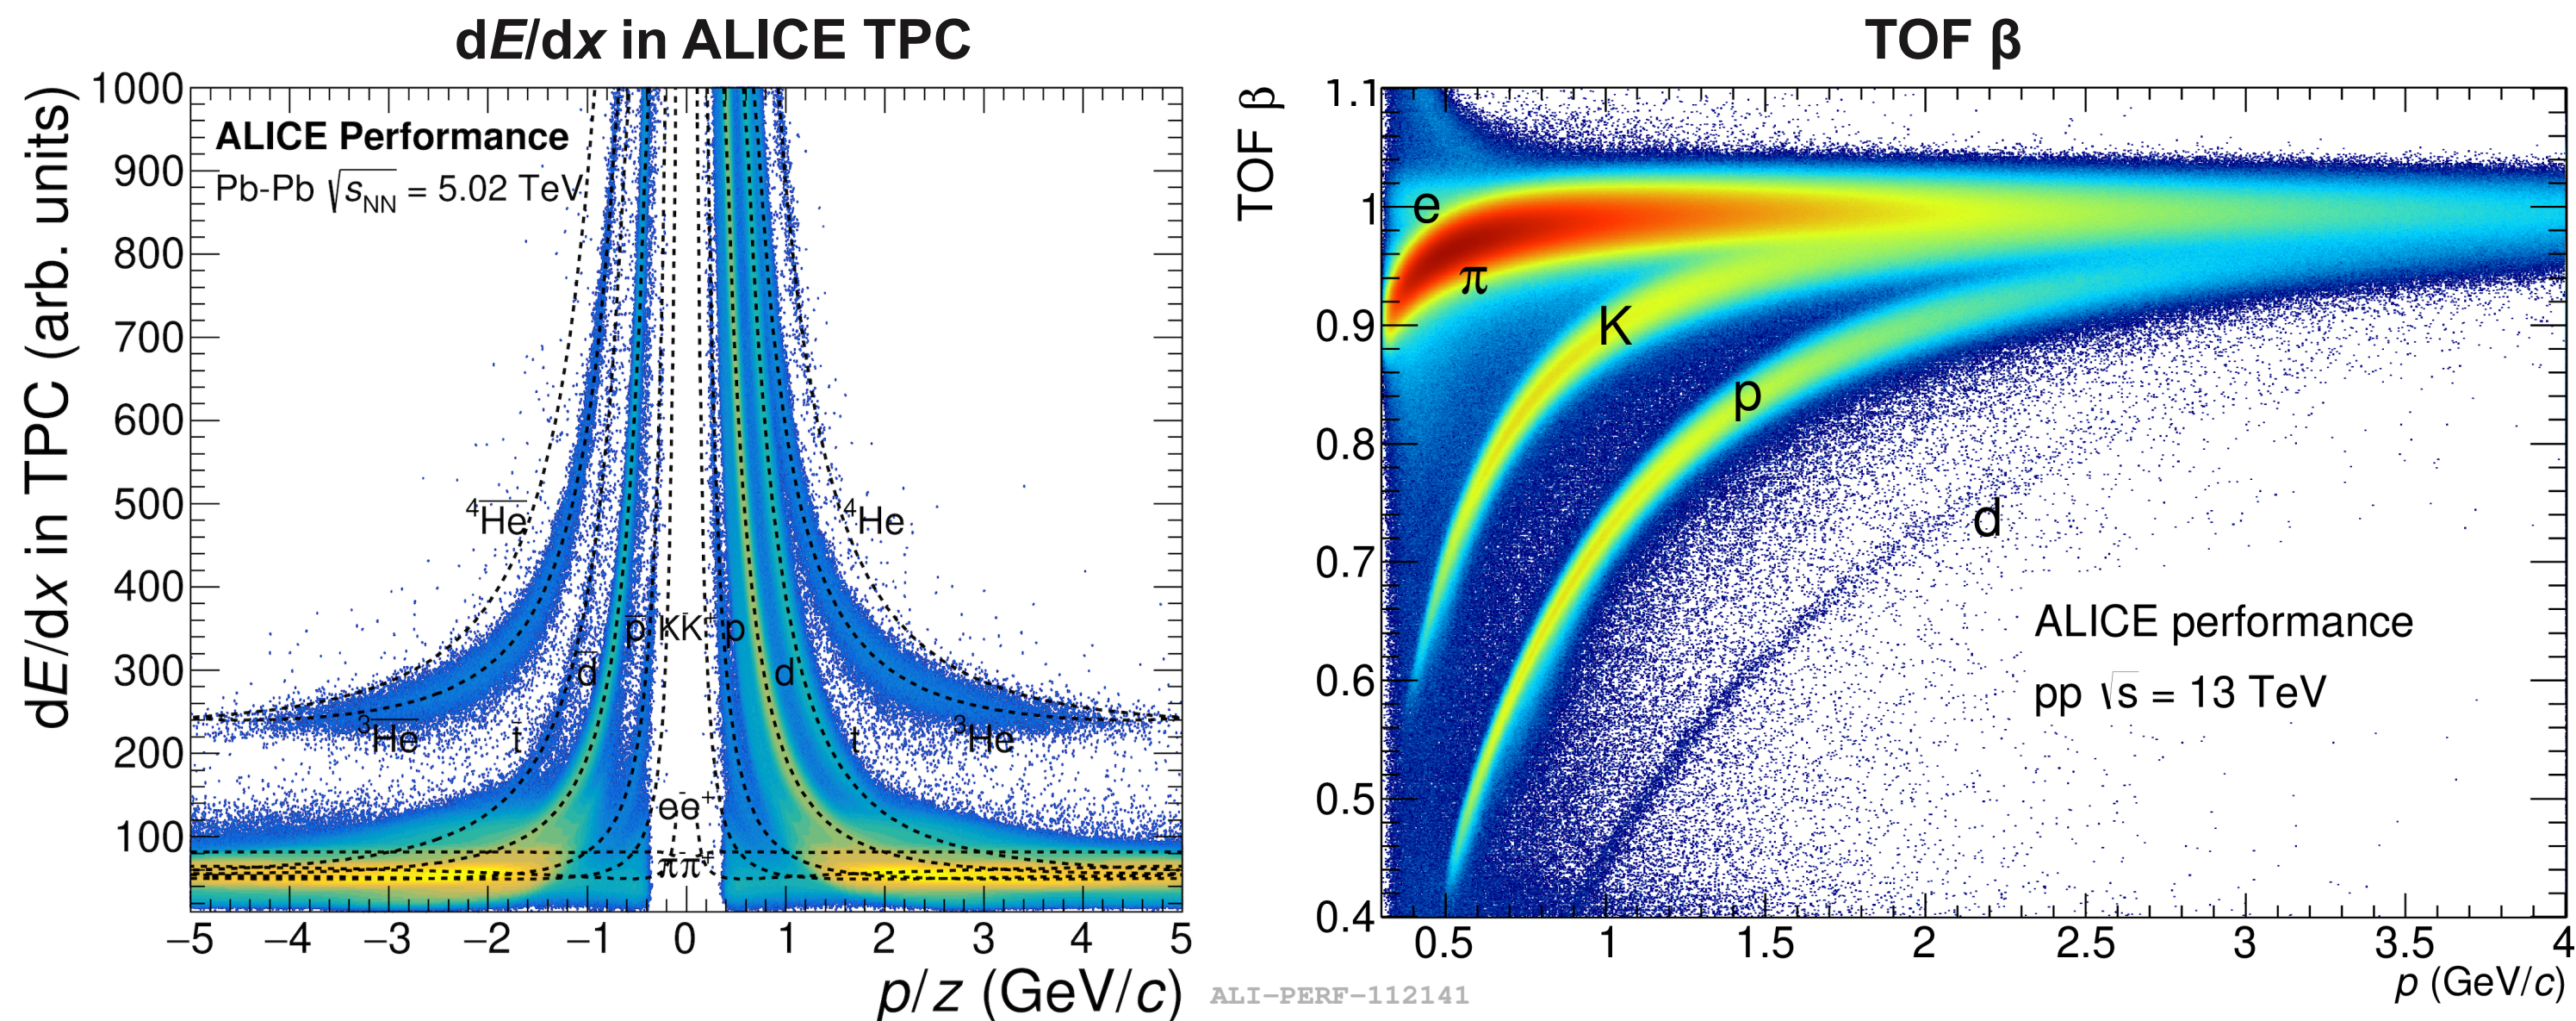 dE/dx in ALICE TPC
dE/dx in TPC (arb. units)
1000
900
800
700
600
500
400
300
200
100
ALICE Performance
Pb-Pb √sNN = 5.02 TeV
⁴H̅e̅
⁴He
p̅ K⁻ K⁺ p
d̅
d
³H̅e̅
t̅
t
³He
e⁻ e⁺
π⁻ π⁺
−5 −4 −3 −2 −1 0 1 2 3 4 5
p/z (GeV/c)
TOF β
TOF β
1.1
1
0.9
0.8
0.7
0.6
0.5
0.4
e
π
K
p
d
ALICE performance
pp √s = 13 TeV
0.5 1 1.5 2 2.5 3 3.5 4
p (GeV/c)
ALI−PERF−112141